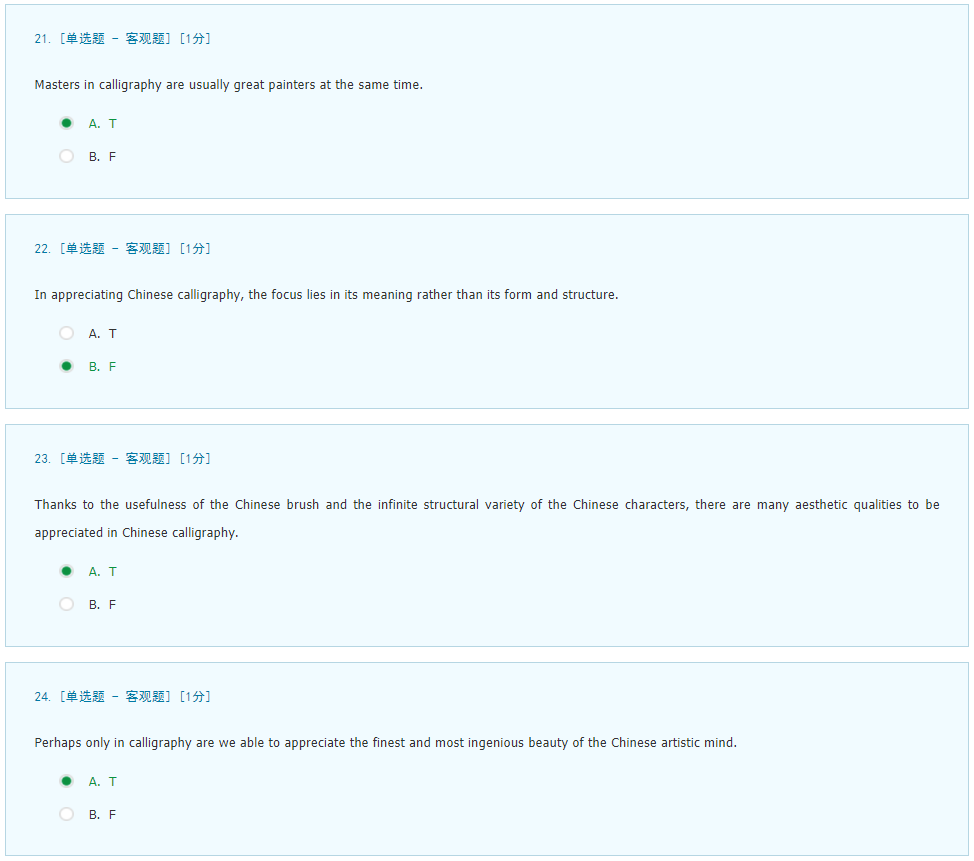 21. [单选题 - 客观题] [1分]
Masters in calligraphy are usually great painters at the same time.
A. T
B. F
22. [单选题 - 客观题] [1分]
In appreciating Chinese calligraphy, the focus lies in its meaning rather than its form and structure.
A. T
B. F
23. [单选题 - 客观题] [1分]
Thanks to the usefulness of the Chinese brush and the infinite structural variety of the Chinese characters, there are many aesthetic qualities to be
appreciated in Chinese calligraphy.
A. T
B. F
24. [单选题 - 客观题] [1分]
Perhaps only in calligraphy are we able to appreciate the finest and most ingenious beauty of the Chinese artistic mind.
A. T
B. F